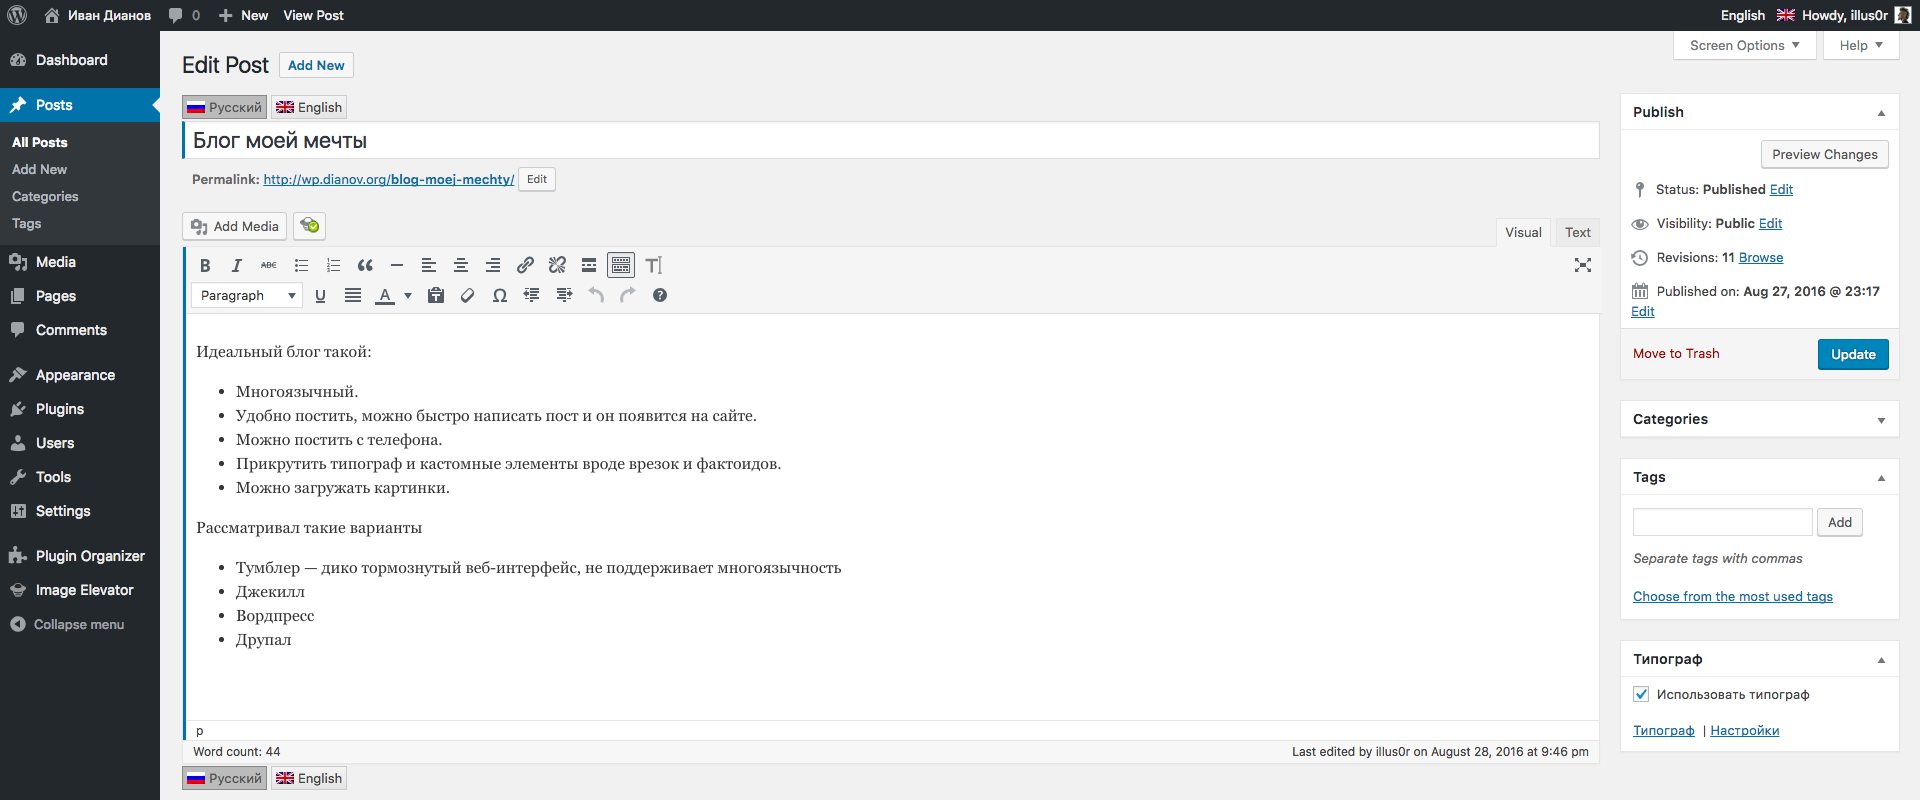 Иван Дианов 0 New View Post English Howdy, illus0r
Screen Options Help
Dashboard
Posts
All Posts
Add New
Categories
Tags
Media
Pages
Comments
Appearance
Plugins
Users
Tools
Settings
Plugin Organizer
Image Elevator
Collapse menu
Edit Post Add New
Русский English
Блог моей мечты
Permalink: http://wp.dianov.org/blog-moej-mechty/ Edit
Add Media
Visual Text
B I ABC
Paragraph U A
Идеальный блог такой:
Многоязычный.
Удобно постить, можно быстро написать пост и он появится на сайте.
Можно постить с телефона.
Прикрутить типограф и кастомные элементы вроде врезок и фактоидов.
Можно загружать картинки.
Рассматривал такие варианты
Тумблер — дико тормознутый веб-интерфейс, не поддерживает многоязычность
Джекилл
Вордпресс
Друпал
p
Word count: 44 Last edited by illus0r on August 28, 2016 at 9:46 pm
Русский English
Publish
Preview Changes
Status: Published Edit
Visibility: Public Edit
Revisions: 11 Browse
Published on: Aug 27, 2016 @ 23:17
Edit
Move to Trash Update
Categories
Tags
Add
Separate tags with commas
Choose from the most used tags
Типограф
Использовать типограф
Типограф | Настройки